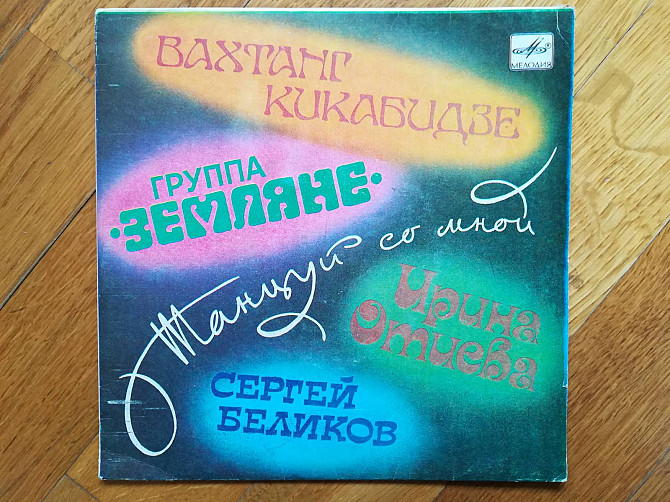 ВАХТАНГ
КИКАБИДЗЕ
МЕЛОДИЯ
ГРУППА
•ЗЕМЛЯНЕ•
Танцуй со мной
Ирина
Отиева
СЕРГЕЙ
БЕЛИКОВ